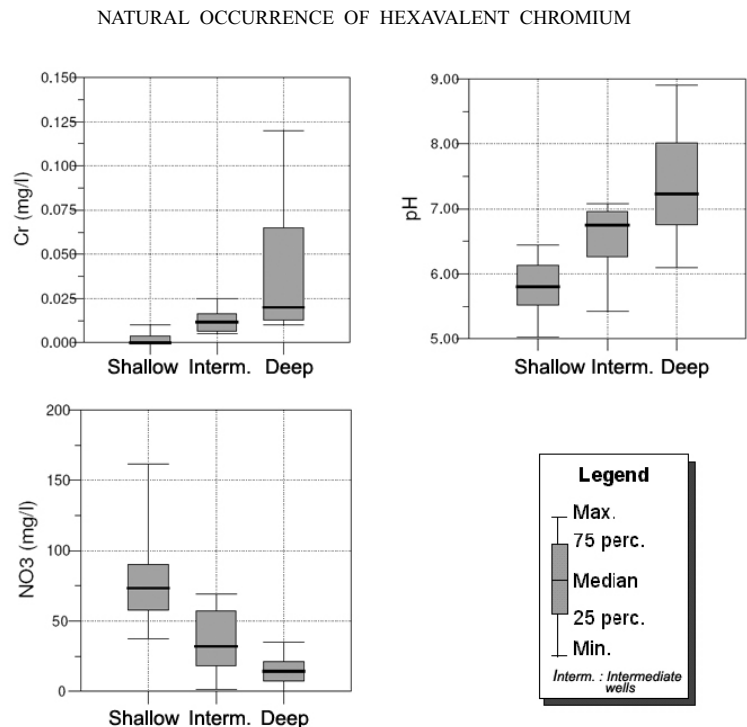 NATURAL OCCURRENCE OF HEXAVALENT CHROMIUM
0.150
0.125
0.100
0.075
0.050
0.025
0.000
Cr (mg/l)
Shallow Interm. Deep
9.00
8.00
7.00
6.00
5.00
pH
Shallow Interm. Deep
200
150
100
50
0
NO3 (mg/l)
Shallow Interm. Deep
Legend
Max.
75 perc.
Median
25 perc.
Min.
Interm. : Intermediate
wells